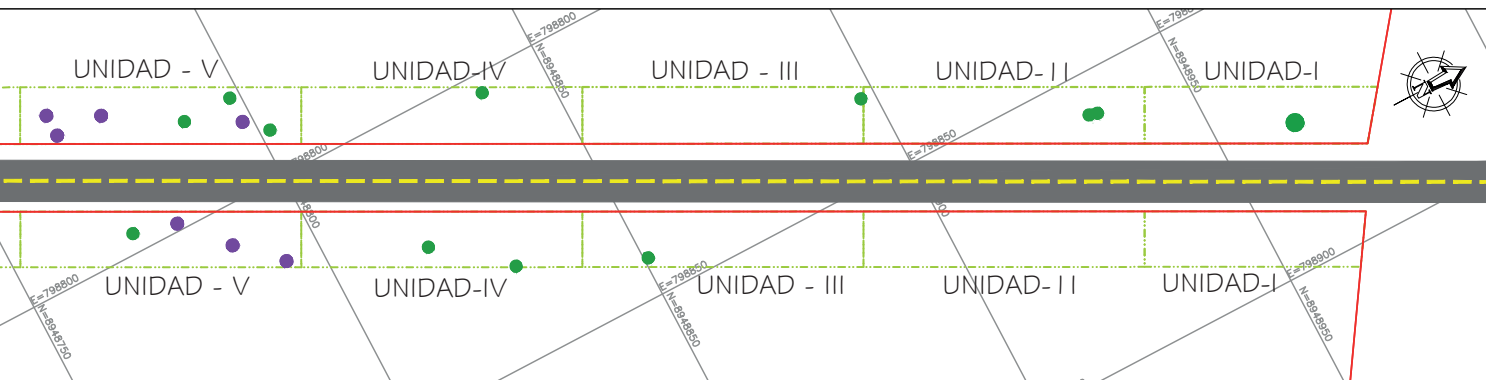 E=798800
N=8948850
N=8948950
UNIDAD - V
UNIDAD-IV
UNIDAD - III
UNIDAD-II
UNIDAD-I
E=798800
E=798850
UNIDAD - V
UNIDAD-IV
UNIDAD - III
UNIDAD-II
UNIDAD-I
E=798800
N=8948750
E=798850
N=8948850
E=798900
N=8948950